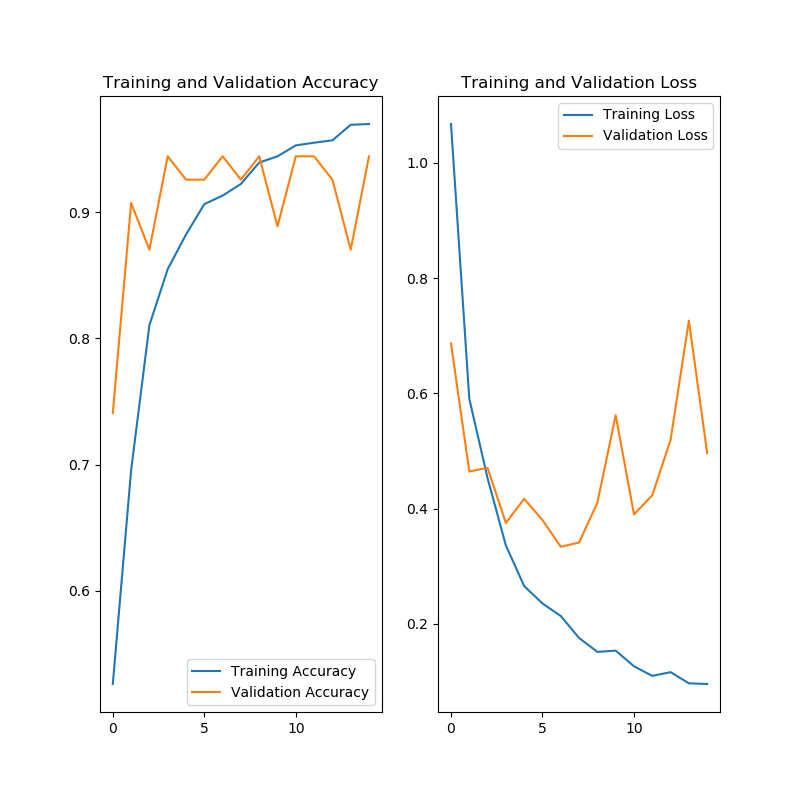 Training and Validation Accuracy
0.9
0.8
0.7
0.6
Training Accuracy
Validation Accuracy
0 5 10
Training and Validation Loss
Training Loss
Validation Loss
1.0
0.8
0.6
0.4
0.2
0 5 10